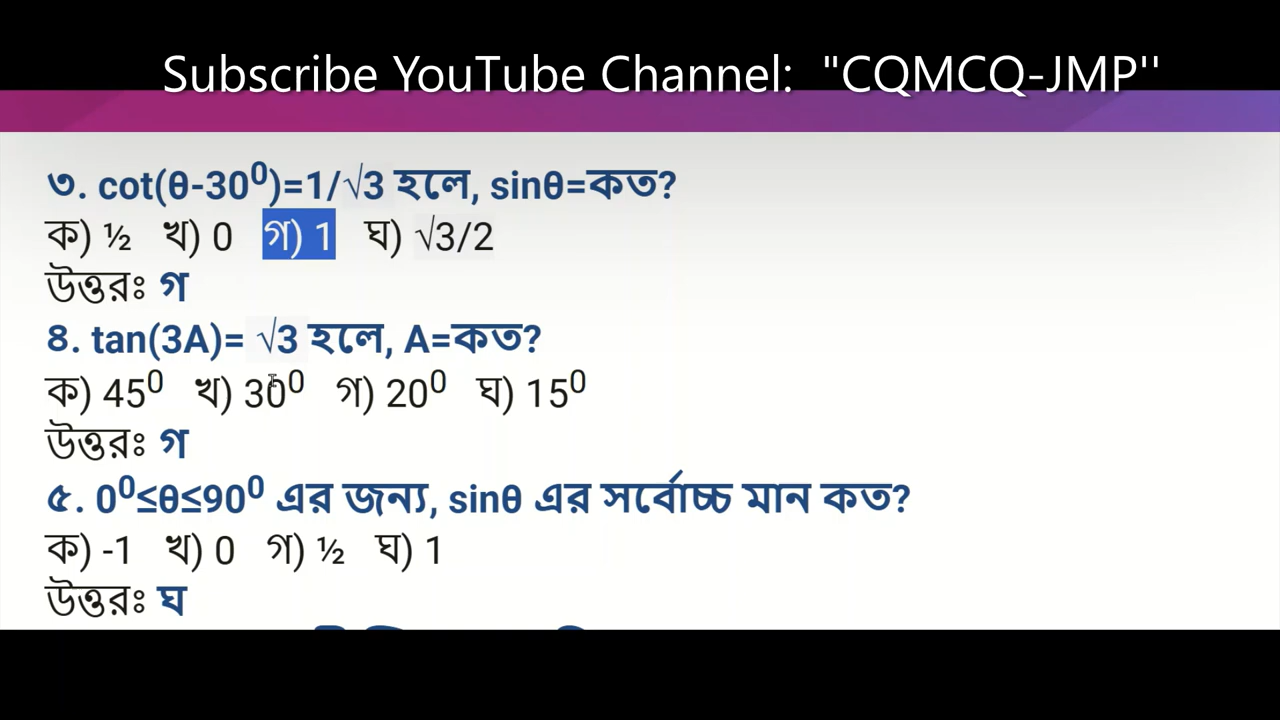 Subscribe YouTube Channel: "CQMCQ-JMP''
৩. cot(θ-30⁰)=1/√3 হলে, sinθ=কত?
ক) ½ খ) 0 গ) 1 ঘ) √3/2
উত্তরঃ গ
৪. tan(3A)= √3 হলে, A=কত?
ক) 45⁰ খ) 30⁰ গ) 20⁰ ঘ) 15⁰
উত্তরঃ গ
৫. 0⁰≤θ≤90⁰ এর জন্য, sinθ এর সর্বোচ্চ মান কত?
ক) -1 খ) 0 গ) ½ ঘ) 1
উত্তরঃ ঘ